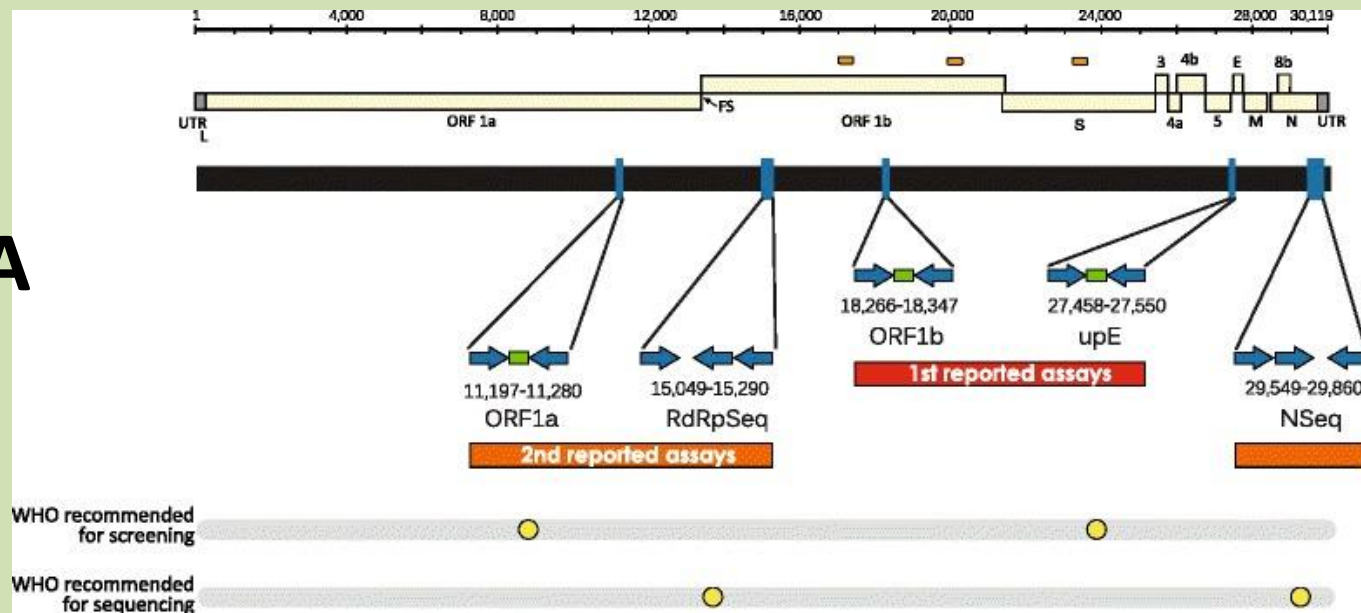 1 4,000 8,000 12,000 16,000 20,000 24,000 28,000 30,119
3 4b E 8b
FS
UTR ORF 1a ORF 1b S 4a 5 M N UTR
L
A
18,266-18,347 27,458-27,550
ORF1b upE
1st reported assays
11,197-11,280 15,049-15,290 29,549-29,860
ORF1a RdRpSeq NSeq
2nd reported assays
WHO recommended
for screening
WHO recommended
for sequencing